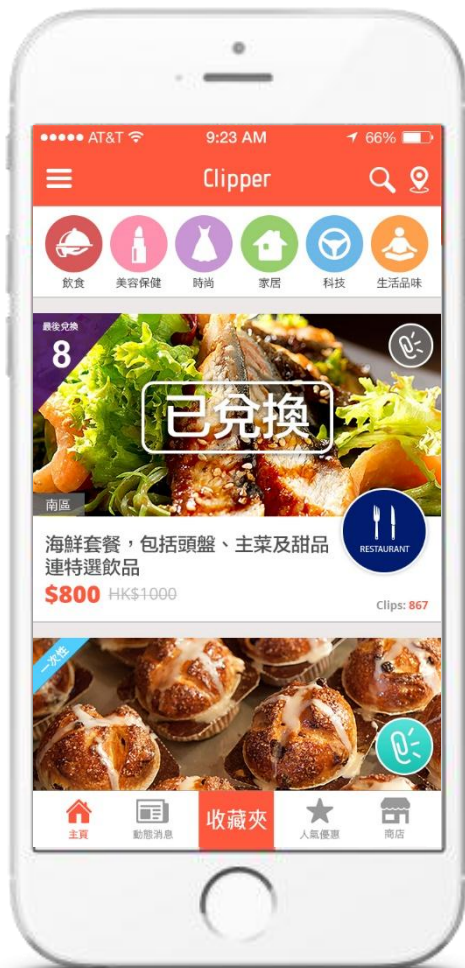 AT&T 9:23 AM 66%
Clipper
飲食 美容保健 時尚 家居 科技 生活品味
最後兌換
8
已兌換
南區
RESTAURANT
海鮮套餐，包括頭盤、主菜及甜品
連特選飲品
$800 HK$1000
Clips: 867
一次性
主頁 動態消息 收藏夾 人氣優惠 商店